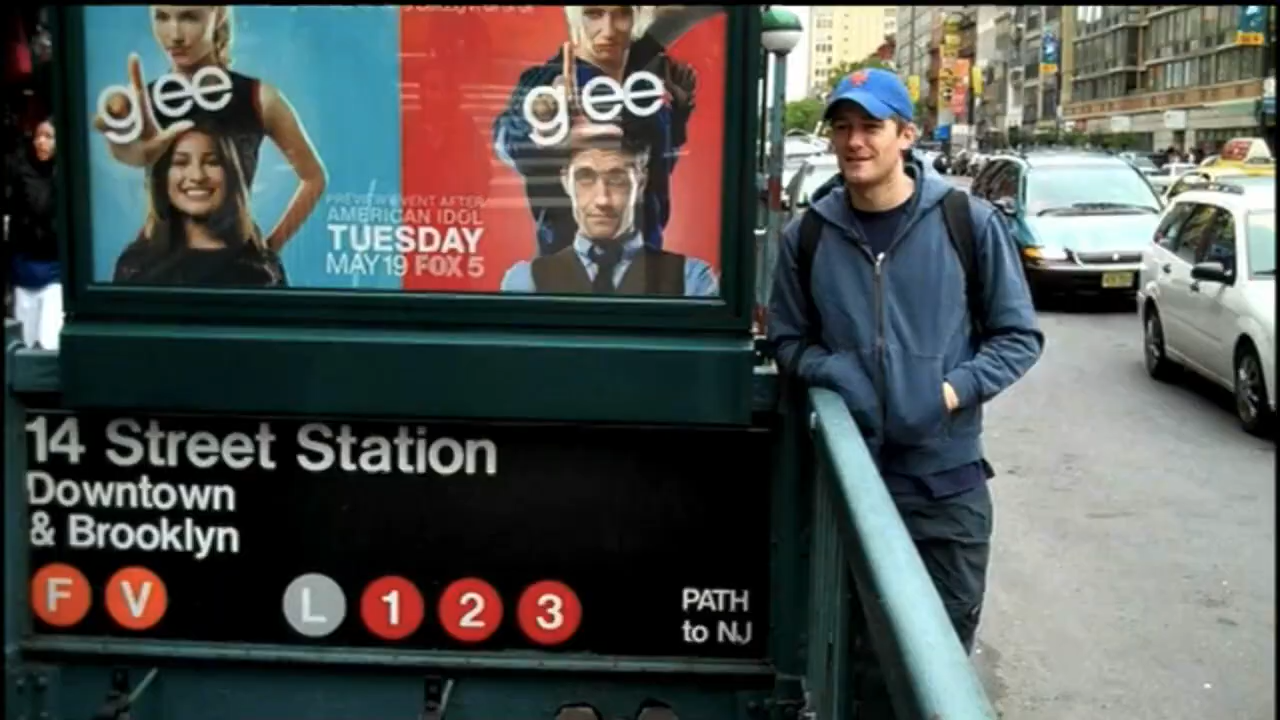 glee
glee
PREVIEW EVENT AFTER
AMERICAN IDOL
TUESDAY
MAY 19 FOX 5
14 Street Station
Downtown
& Brooklyn
F V L 1 2 3
PATH
to NJ